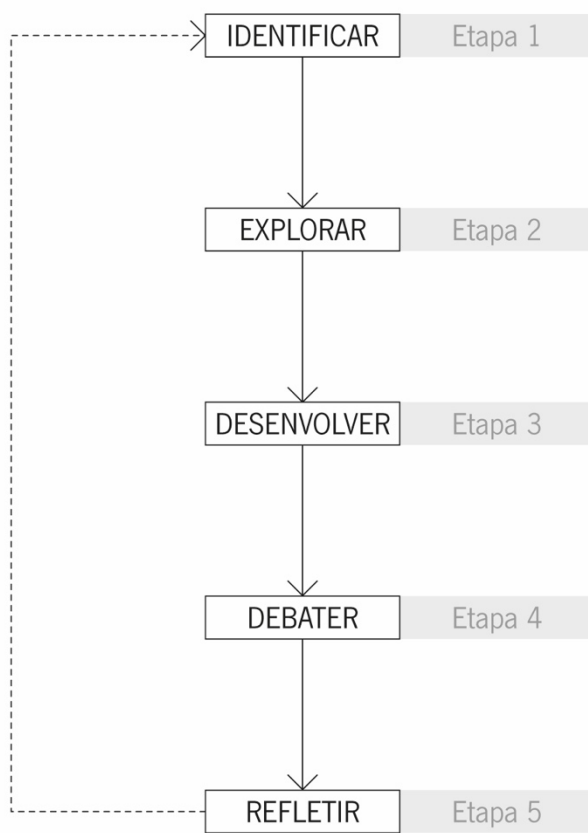 IDENTIFICAR Etapa 1
EXPLORAR Etapa 2
DESENVOLVER Etapa 3
DEBATER Etapa 4
REFLETIR Etapa 5